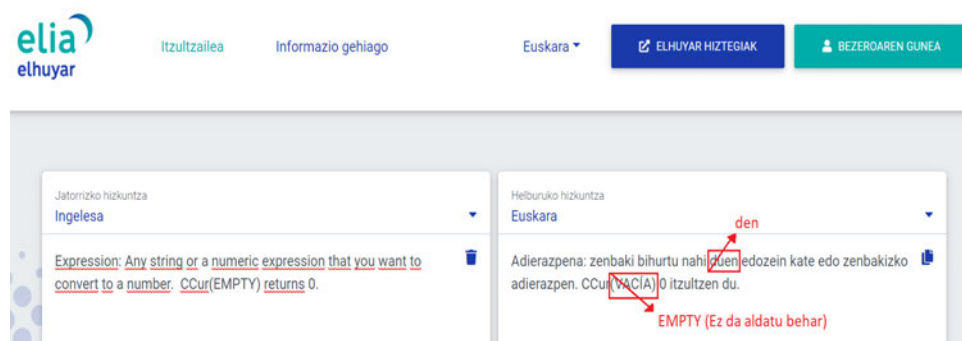 elia
elhuyar
Itzultzailea
Informazio gehiago
Euskara
ELHUYAR HIZTEGIAK
BEZEROAREN GUNEA
Jatorrizko hizkuntza
Ingelesa
Expression: Any string or a numeric expression that you want to
convert to a number. CCur(EMPTY) returns 0.
Helburuko hizkuntza
Euskara
den
Adierazpena: zenbaki bihurtu nahi duen edozein kate edo zenbakizko
adierazpen. CCur(VACÍA) 0 itzultzen du.
EMPTY (Ez da aldatu behar)